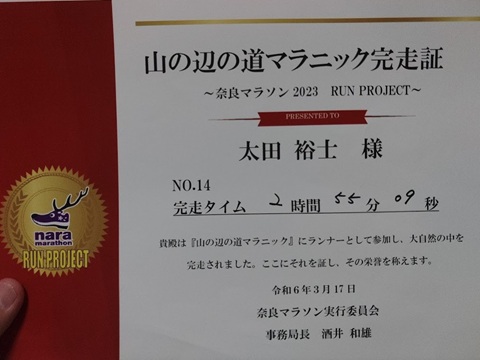 山の辺の道マラニック完走証
～奈良マラソン2023 RUN PROJECT～
PRESENTED TO
太田 裕士 様
NO.14
完走タイム 2 時間 55 分 09 秒
貴殿は『山の辺の道マラニック』にランナーとして参加し、大自然の中を
完走されました。ここにそれを証し、その栄誉を称えます。
令和6年3月17日
奈良マラソン実行委員会
事務局長 酒井 和雄
nara
marathon
RUN PROJECT